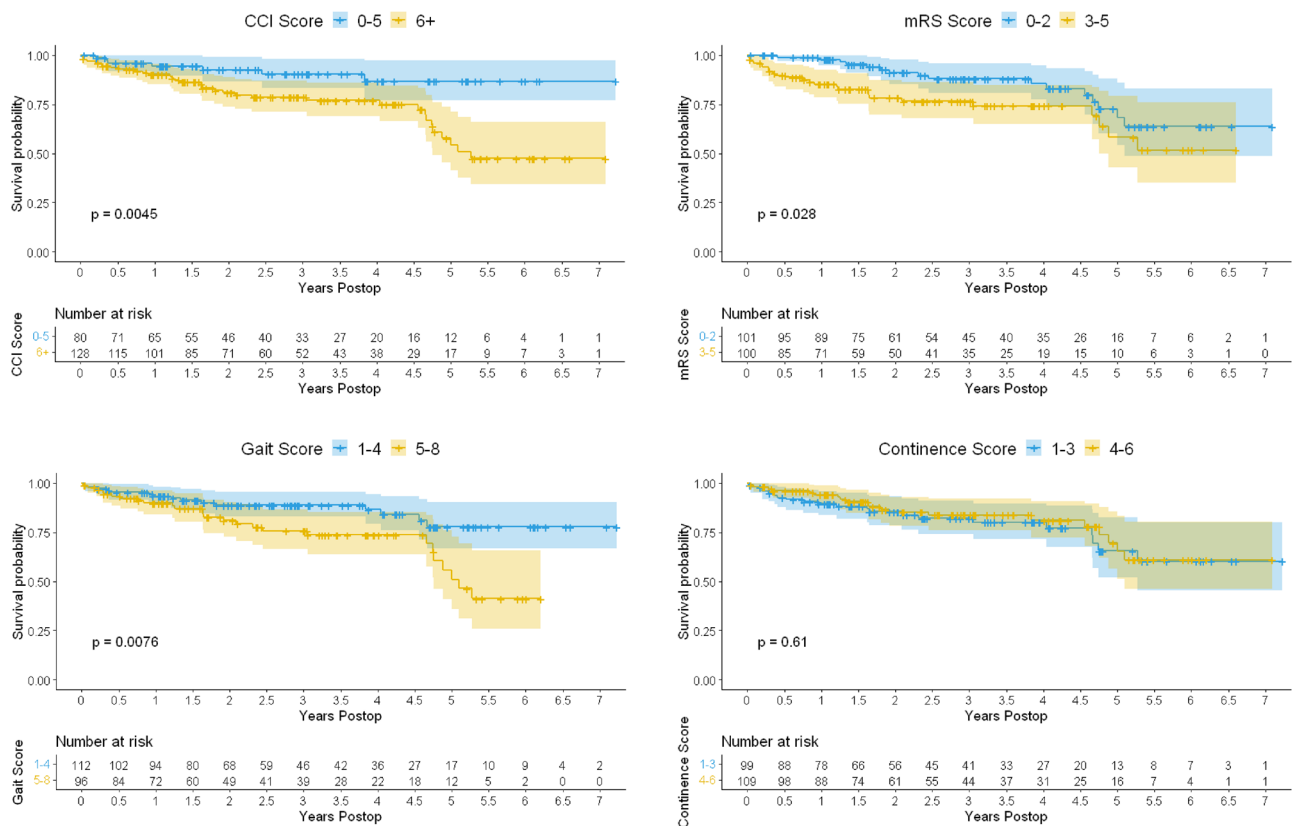 CCI Score 0-5 6+
1.00
0.75
0.50
0.25
0.00
Survival probability
p = 0.0045
0 0.5 1 1.5 2 2.5 3 3.5 4 4.5 5 5.5 6 6.5 7
Years Postop
Number at risk
CCI Score
0-5 80 71 65 55 46 40 33 27 20 16 12 6 4 1 1
6+ 128 115 101 85 71 60 52 43 38 29 17 9 7 3 1
0 0.5 1 1.5 2 2.5 3 3.5 4 4.5 5 5.5 6 6.5 7
Years Postop
mRS Score 0-2 3-5
1.00
0.75
0.50
0.25
0.00
Survival probability
p = 0.028
0 0.5 1 1.5 2 2.5 3 3.5 4 4.5 5 5.5 6 6.5 7
Years Postop
Number at risk
mRS Score
0-2 101 95 89 75 61 54 45 40 35 26 16 7 6 2 1
3-5 100 85 71 59 50 41 35 25 19 15 10 6 3 1 0
0 0.5 1 1.5 2 2.5 3 3.5 4 4.5 5 5.5 6 6.5 7
Years Postop
Gait Score 1-4 5-8
1.00
0.75
0.50
0.25
0.00
Survival probability
p = 0.0076
0 0.5 1 1.5 2 2.5 3 3.5 4 4.5 5 5.5 6 6.5 7
Years Postop
Number at risk
Gait Score
1-4 112 102 94 80 68 59 46 42 36 27 17 10 9 4 2
5-8 96 84 72 60 49 41 39 28 22 18 12 5 2 0 0
0 0.5 1 1.5 2 2.5 3 3.5 4 4.5 5 5.5 6 6.5 7
Years Postop
Continence Score 1-3 4-6
1.00
0.75
0.50
0.25
0.00
Survival probability
p = 0.61
0 0.5 1 1.5 2 2.5 3 3.5 4 4.5 5 5.5 6 6.5 7
Years Postop
Number at risk
Continence Score
1-3 99 88 78 66 56 45 41 33 27 20 13 8 7 3 1
4-6 109 98 88 74 61 55 44 37 31 25 16 7 4 1 1
0 0.5 1 1.5 2 2.5 3 3.5 4 4.5 5 5.5 6 6.5 7
Years Postop